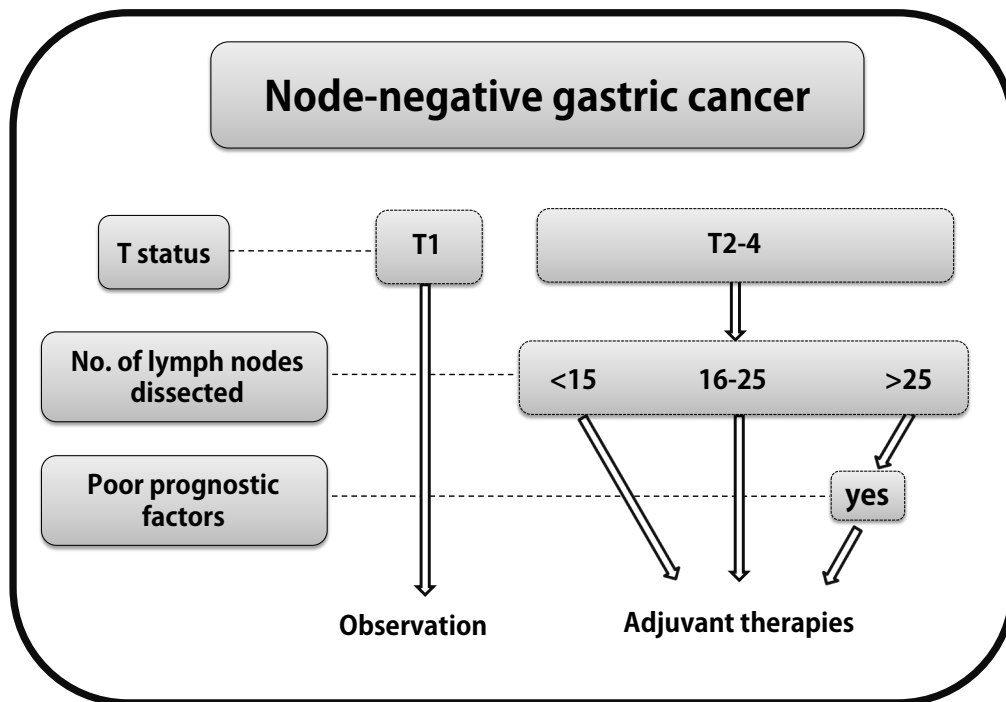 Node-negative gastric cancer
T status
T1
T2-4
No. of lymph nodes
dissected
<15
16-25
>25
Poor prognostic
factors
yes
Observation
Adjuvant therapies